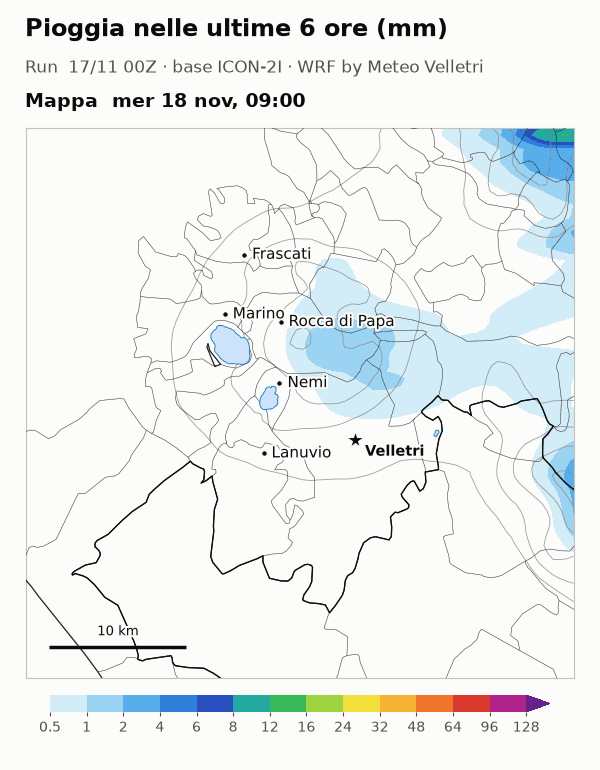 Pioggia nelle ultime 6 ore (mm)
Run  17/11 00Z · base ICON-2I · WRF by Meteo Velletri
Mappa  mer 18 nov, 09:00
Frascati
Marino
Rocca di Papa
Nemi
Velletri
Lanuvio
10 km
0.5 1 2 4 6 8 12 16 24 32 48 64 96 128